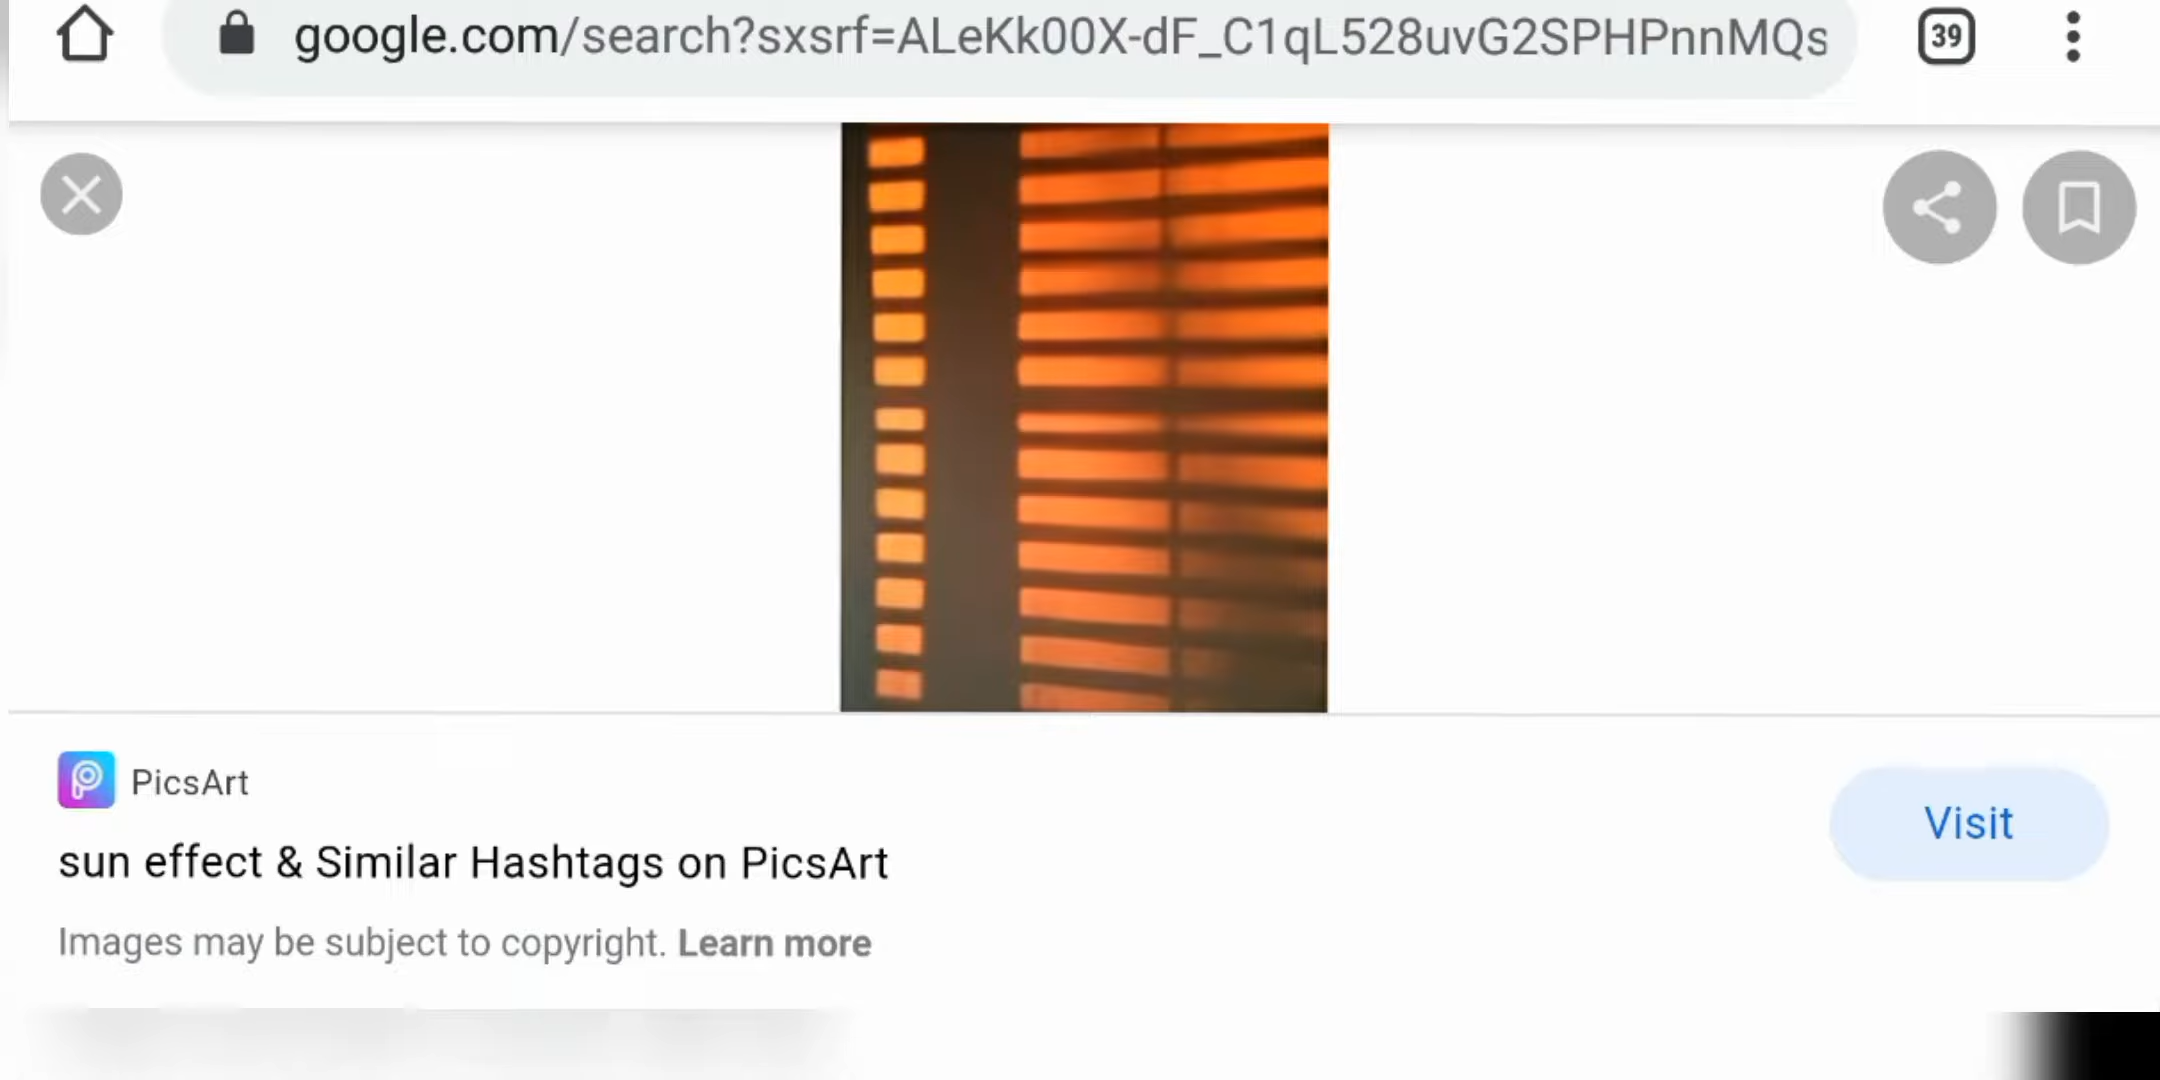 google.com/search?sxsrf=ALeKk00X-dF_C1qL528uvG2SPHPnnMQs
39
PicsArt
sun effect & Similar Hashtags on PicsArt
Visit
Images may be subject to copyright. Learn more